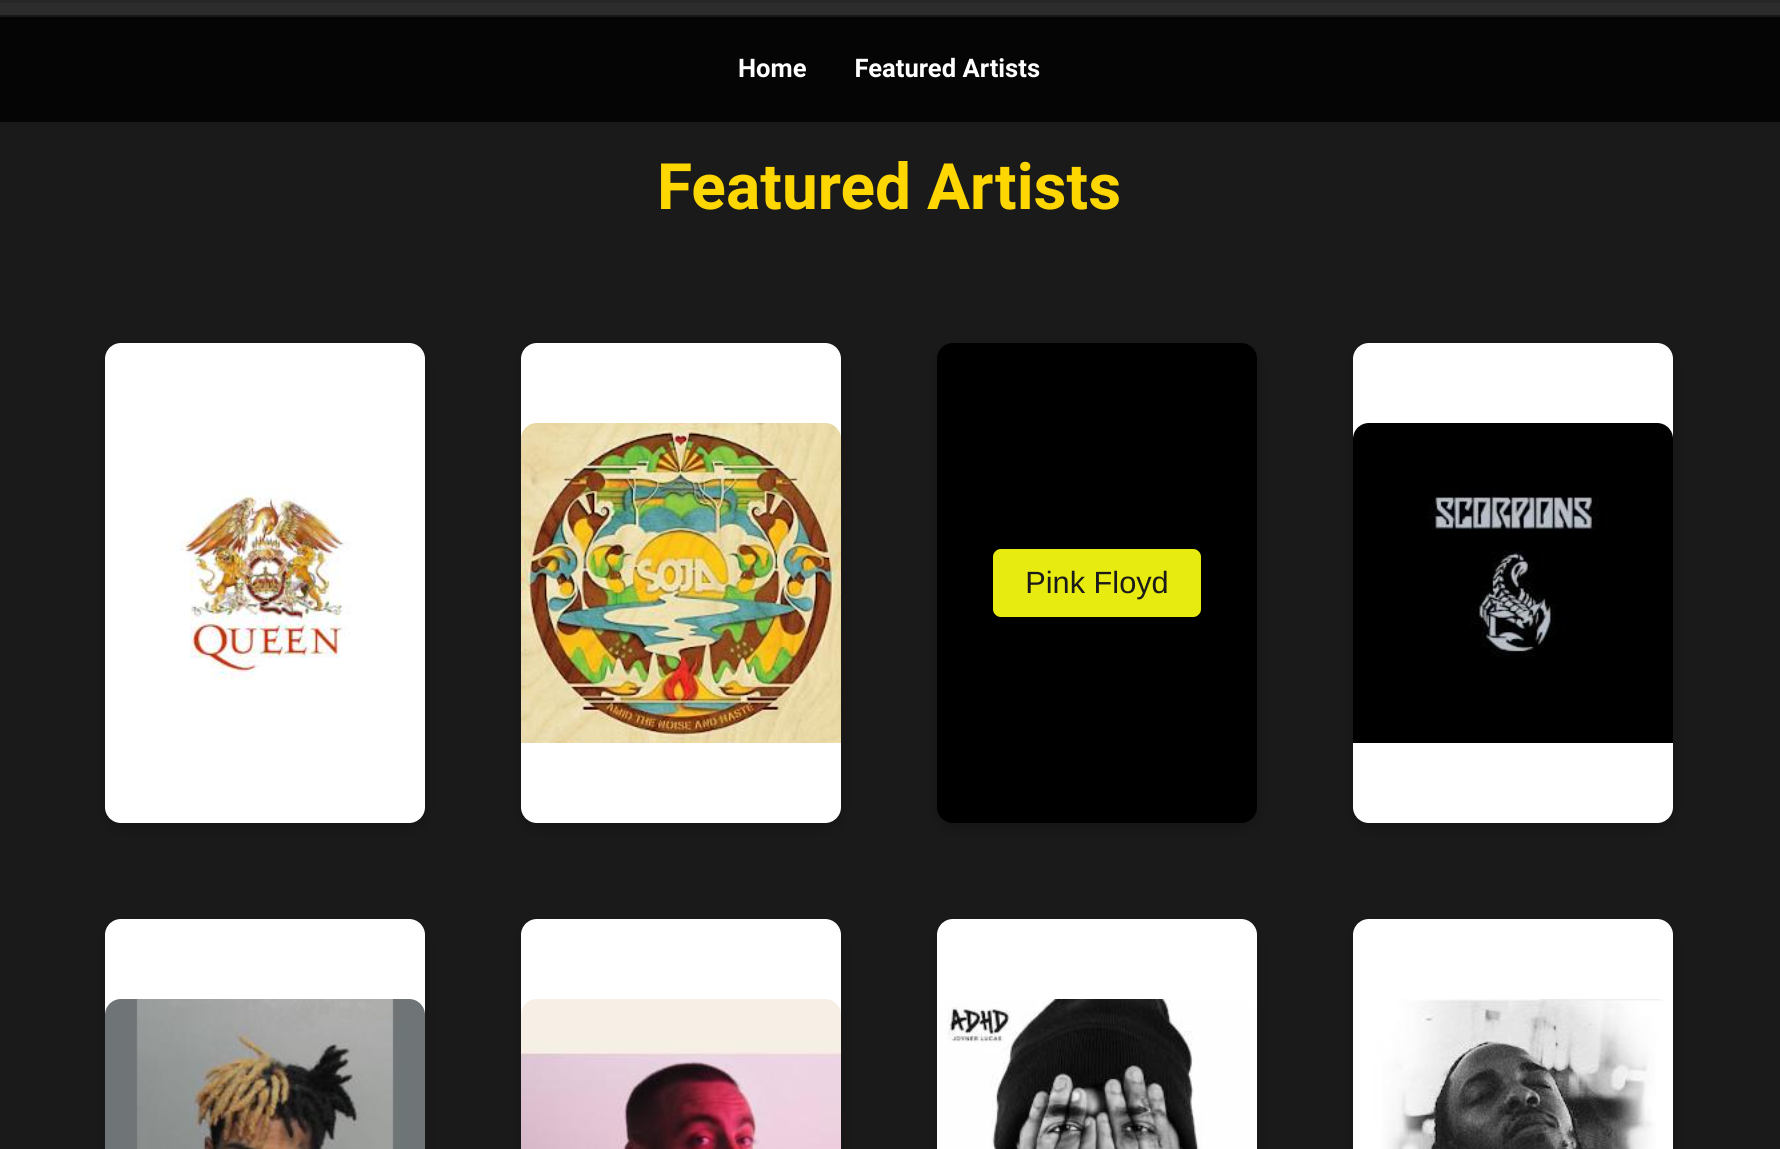 Home Featured Artists
Featured Artists
QUEEN
SOJA
AMID THE NOISE AND HASTE
Pink Floyd
SCORPIONS
ADHD
JOYNER LUCAS